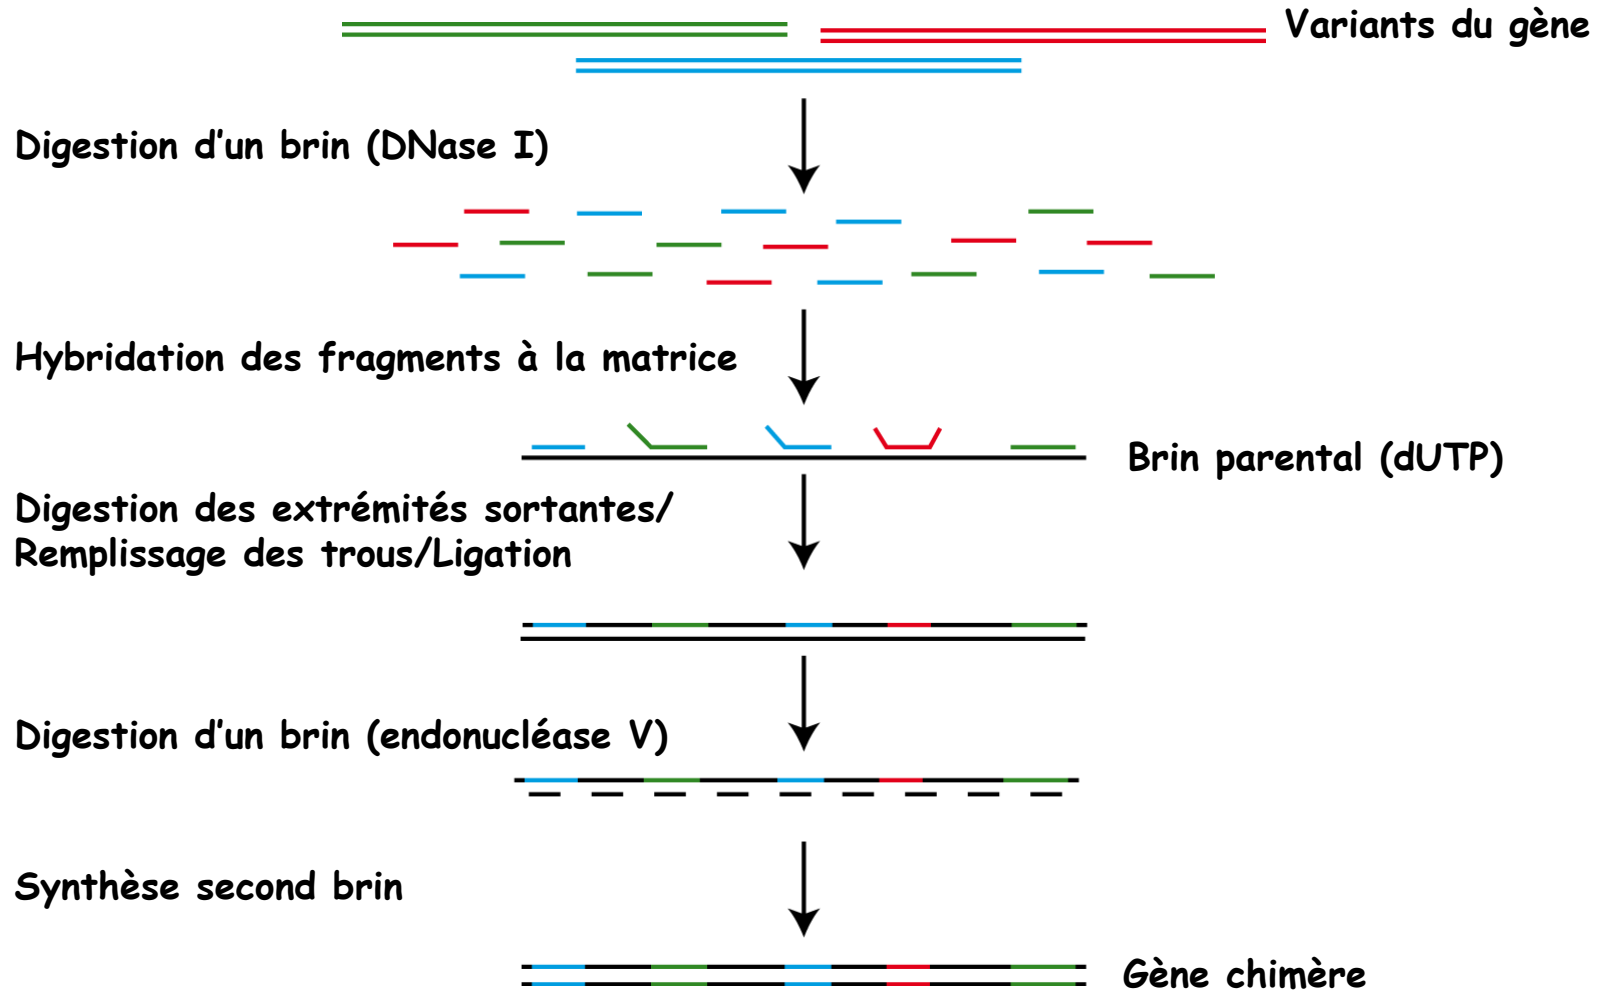 Variants du gène
Digestion d'un brin (DNase I)
Hybridation des fragments à la matrice
Brin parental (dUTP)
Digestion des extrémités sortantes/
Remplissage des trous/Ligation
Digestion d'un brin (endonucléase V)
Synthèse second brin
Gène chimère